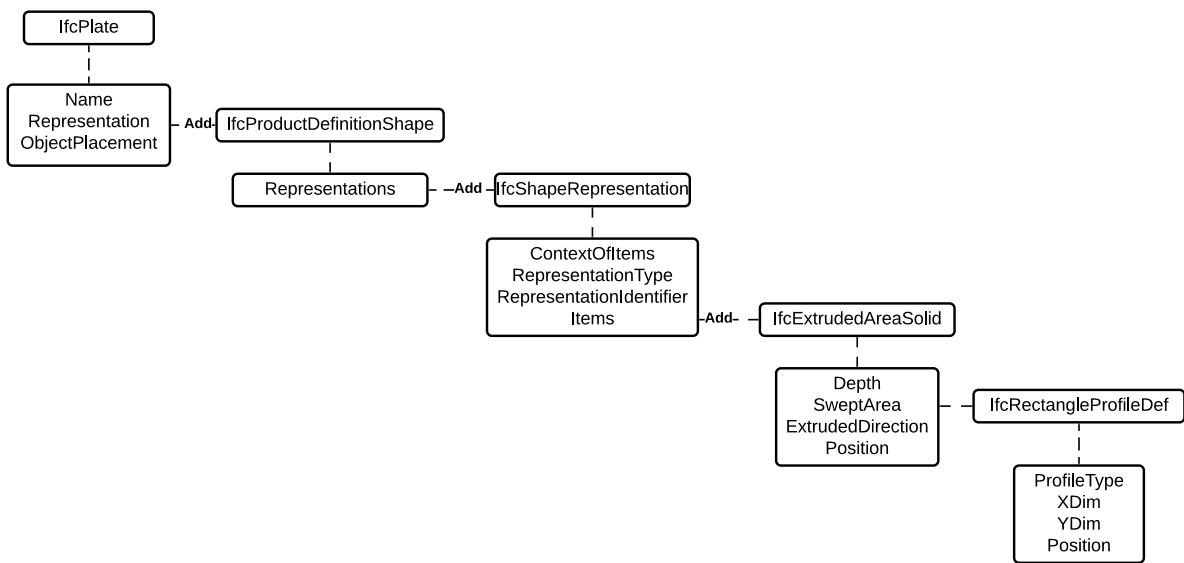 IfcPlate
Name
Representation
ObjectPlacement
Add
IfcProductDefinitionShape
Representations
Add
IfcShapeRepresentation
ContextOfItems
RepresentationType
RepresentationIdentifier
Items
Add
IfcExtrudedAreaSolid
Depth
SweptArea
ExtrudedDirection
Position
IfcRectangleProfileDef
ProfileType
XDim
YDim
Position